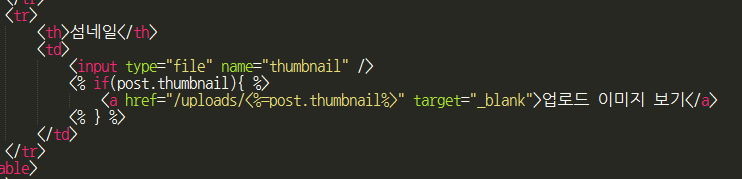 </tr>
<tr>
<th>섬네일</th>
<td>
<input type="file" name="thumbnail" />
<% if(post.thumbnail){ %>
<a href="/uploads/<%=post.thumbnail%>" target="_blank">업로드 이미지 보기</a>
<% } %>
</td>
</tr>
able>